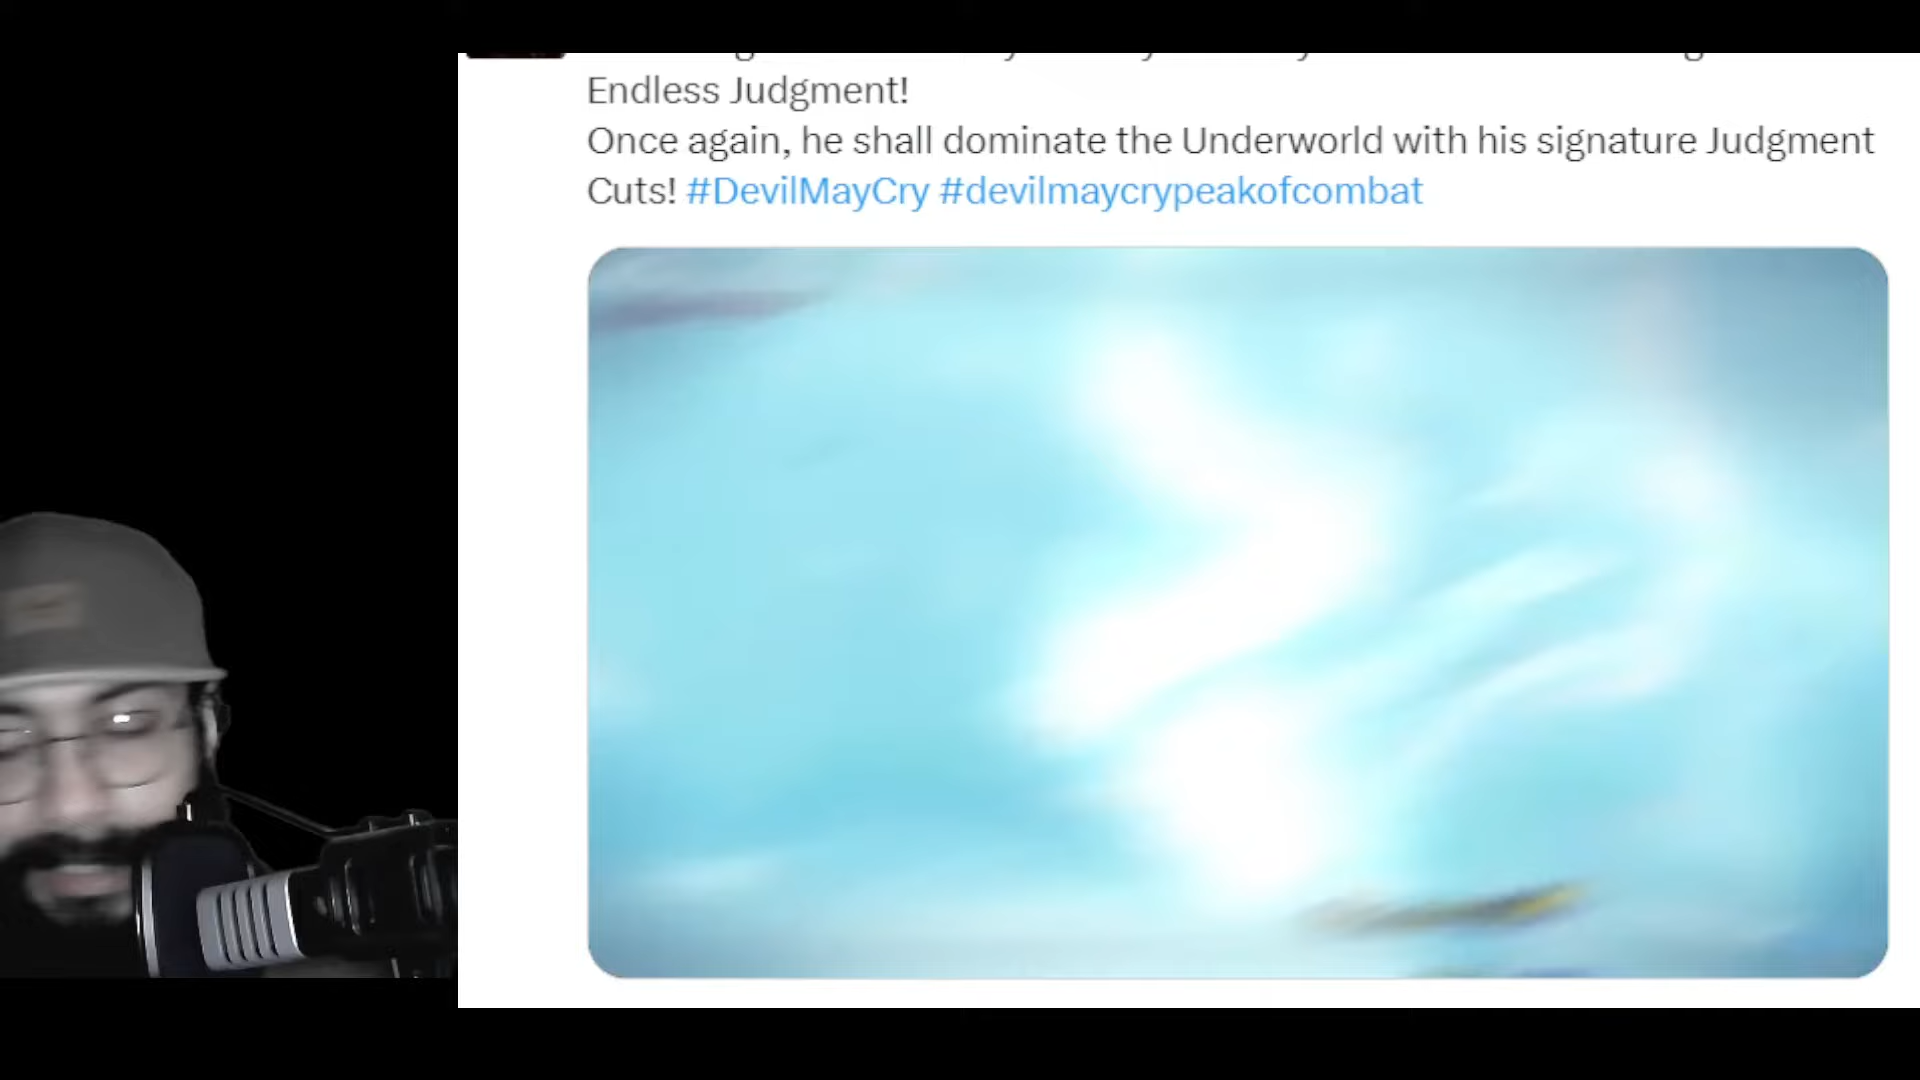 Endless Judgment!
Once again, he shall dominate the Underworld with his signature Judgment
Cuts! #DevilMayCry #devilmaycrypeakofcombat